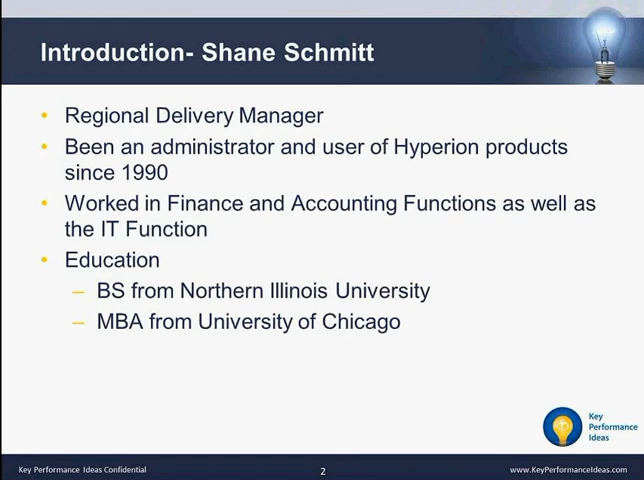 Introduction- Shane Schmitt
• Regional Delivery Manager
• Been an administrator and user of Hyperion products
since 1990
• Worked in Finance and Accounting Functions as well as
the IT Function
• Education
– BS from Northern Illinois University
– MBA from University of Chicago
Key
Performance
Ideas
Key Performance Ideas Confidential
2
www.KeyPerformanceIdeas.com